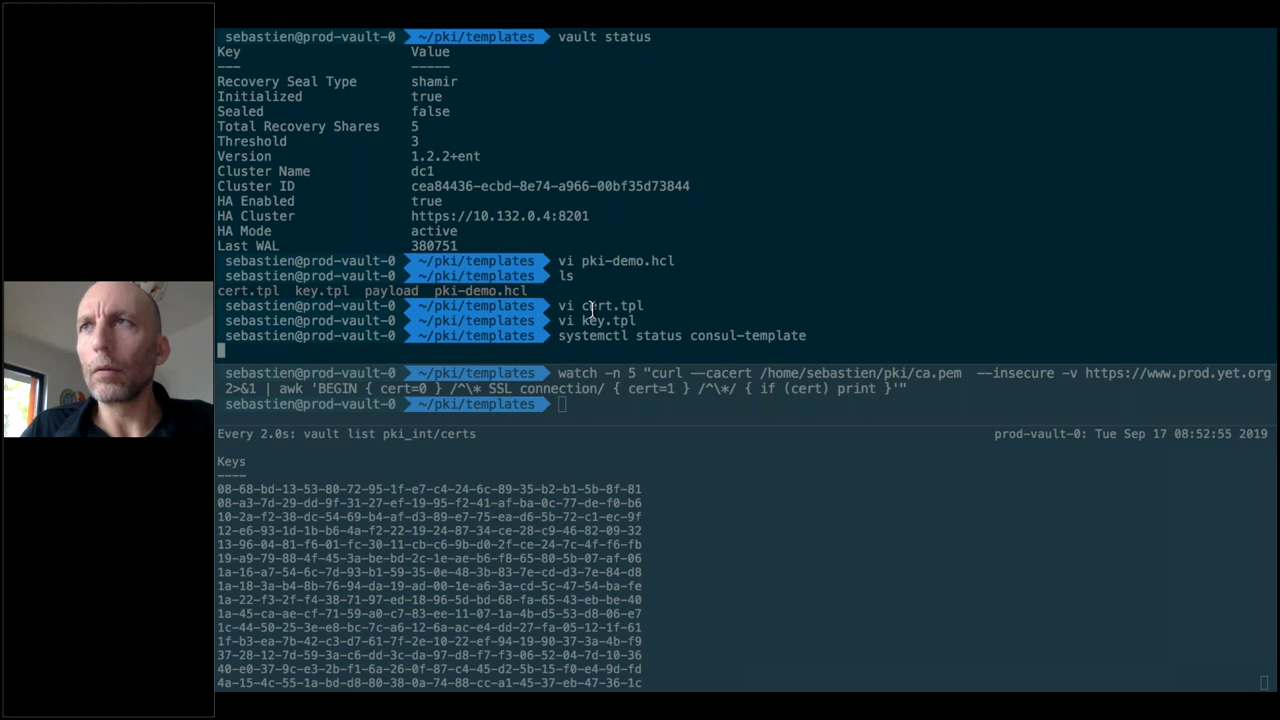 sebastien@prod-vault-0 ~/pki/templates vault status
Key Value
--- -----
Recovery Seal Type shamir
Initialized true
Sealed false
Total Recovery Shares 5
Threshold 3
Version 1.2.2+ent
Cluster Name dc1
Cluster ID cea84436-ecbd-8e74-a966-00bf35d73844
HA Enabled true
HA Cluster https://10.132.0.4:8201
HA Mode active
Last WAL 380751
sebastien@prod-vault-0 ~/pki/templates vi pki-demo.hcl
sebastien@prod-vault-0 ~/pki/templates ls
cert.tpl key.tpl payload pki-demo.hcl
sebastien@prod-vault-0 ~/pki/templates vi cert.tpl
sebastien@prod-vault-0 ~/pki/templates vi key.tpl
sebastien@prod-vault-0 ~/pki/templates systemctl status consul-template
sebastien@prod-vault-0 ~/pki/templates watch -n 5 "curl --cacert /home/sebastien/pki/ca.pem --insecure -v https://www.prod.yet.org
2>&1 | awk 'BEGIN { cert=0 } /^\* SSL connection/ { cert=1 } /^\*/ { if (cert) print }'"
sebastien@prod-vault-0 ~/pki/templates
Every 2.0s: vault list pki_int/certs prod-vault-0: Tue Sep 17 08:52:55 2019
Keys
----
08-68-bd-13-53-80-72-95-1f-e7-c4-24-6c-89-35-b2-b1-5b-8f-81
08-a3-7d-29-dd-9f-31-27-ef-19-95-f2-41-af-ba-0c-77-de-f0-b6
10-2a-f2-38-dc-54-69-b4-af-d3-89-e7-75-ea-d6-5b-72-c1-ec-9f
12-e6-93-1d-1b-b6-4a-f2-22-19-24-87-34-ce-28-c9-46-82-09-32
13-96-04-81-f6-01-fc-30-11-cb-c6-9b-d0-2f-ce-24-7c-4f-f6-fb
19-a9-79-88-4f-45-3a-be-bd-2c-1e-ae-b6-f8-65-80-5b-07-af-06
1a-16-a7-54-6c-7d-93-b1-59-35-0e-48-3b-83-7e-cd-d3-7e-84-d8
1a-18-3a-b4-8b-76-94-da-19-ad-00-1e-a6-3a-cd-5c-47-54-ba-fe
1a-22-f3-2f-f4-38-71-97-ed-18-96-5d-bd-68-fa-65-43-eb-be-40
1a-45-ca-ae-cf-71-59-a0-c7-83-ee-11-07-1a-4b-d5-53-d8-06-e7
1c-44-50-25-3e-e8-bc-7c-a6-12-6a-ac-e4-dd-27-fa-05-12-1f-61
1f-b3-ea-7b-42-c3-d7-61-7f-2e-10-22-ef-94-19-90-37-3a-4b-f9
37-28-12-7d-59-3a-c6-dd-3c-da-97-d8-f7-f3-06-52-04-7d-10-36
40-e0-37-9c-e3-2b-f1-6a-26-0f-87-c4-45-d2-5b-15-f0-e4-9d-fd
4a-15-4c-55-1a-bd-d8-80-38-0a-74-88-cc-a1-45-37-eb-47-36-1c